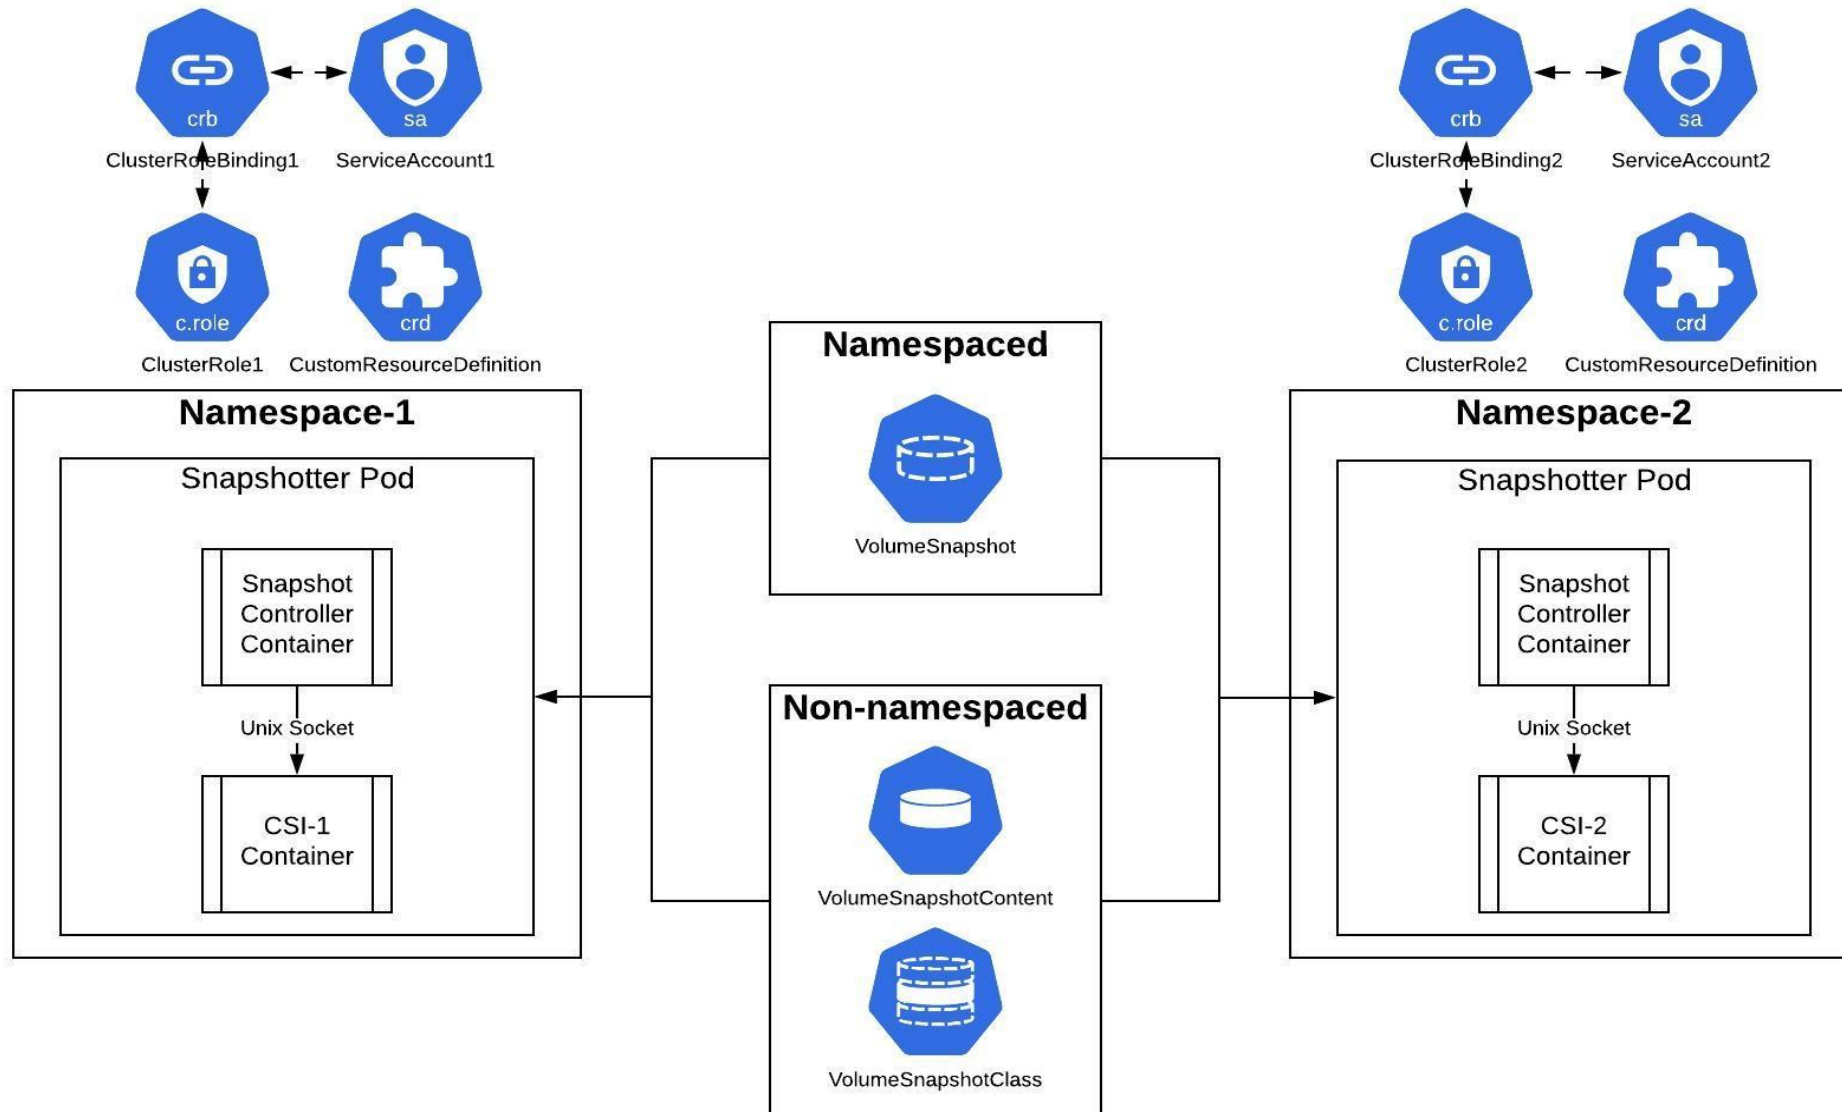 crb
sa
ClusterRoleBinding1
ServiceAccount1
c.role
crd
ClusterRole1
CustomResourceDefinition
Namespace-1
Snapshotter Pod
Snapshot
Controller
Container
Unix Socket
CSI-1
Container
Namespaced
VolumeSnapshot
Non-namespaced
VolumeSnapshotContent
VolumeSnapshotClass
crb
sa
ClusterRoleBinding2
ServiceAccount2
c.role
crd
ClusterRole2
CustomResourceDefinition
Namespace-2
Snapshotter Pod
Snapshot
Controller
Container
Unix Socket
CSI-2
Container